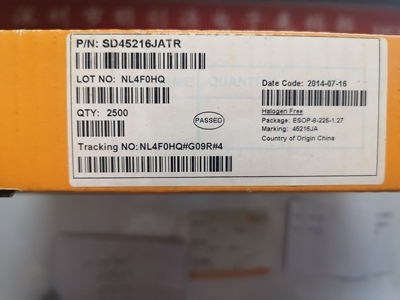 P/N: SD45216JATR
LOT NO: NL4F0HQ
Date Code: 2014-07-16
QTY: 2500
PASSED
Halogen Free
Package: ESOP-8-225-1.27
Marking: 45216JA
Country of Origin China
Tracking NO:NL4F0HQ#G09R#4